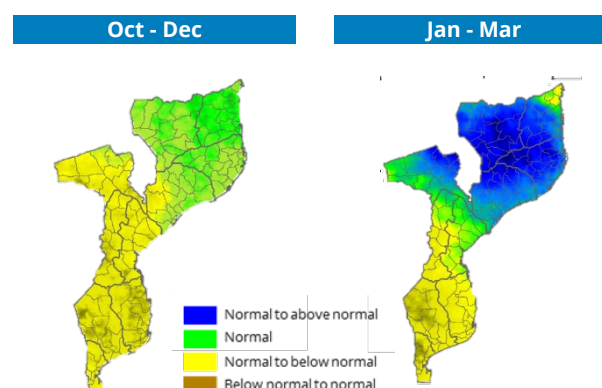 Oct - Dec
Jan - Mar
Normal to above normal
Normal
Normal to below normal
Below normal to normal